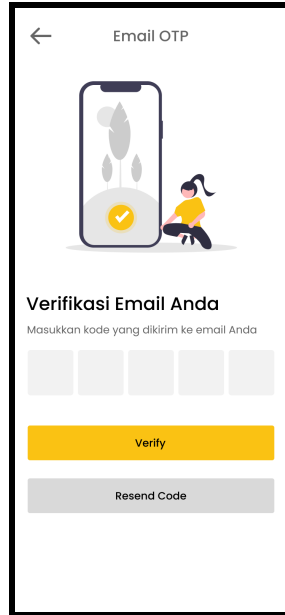 Email OTP
Verifikasi Email Anda
Masukkan kode yang dikirim ke email Anda
Verify
Resend Code